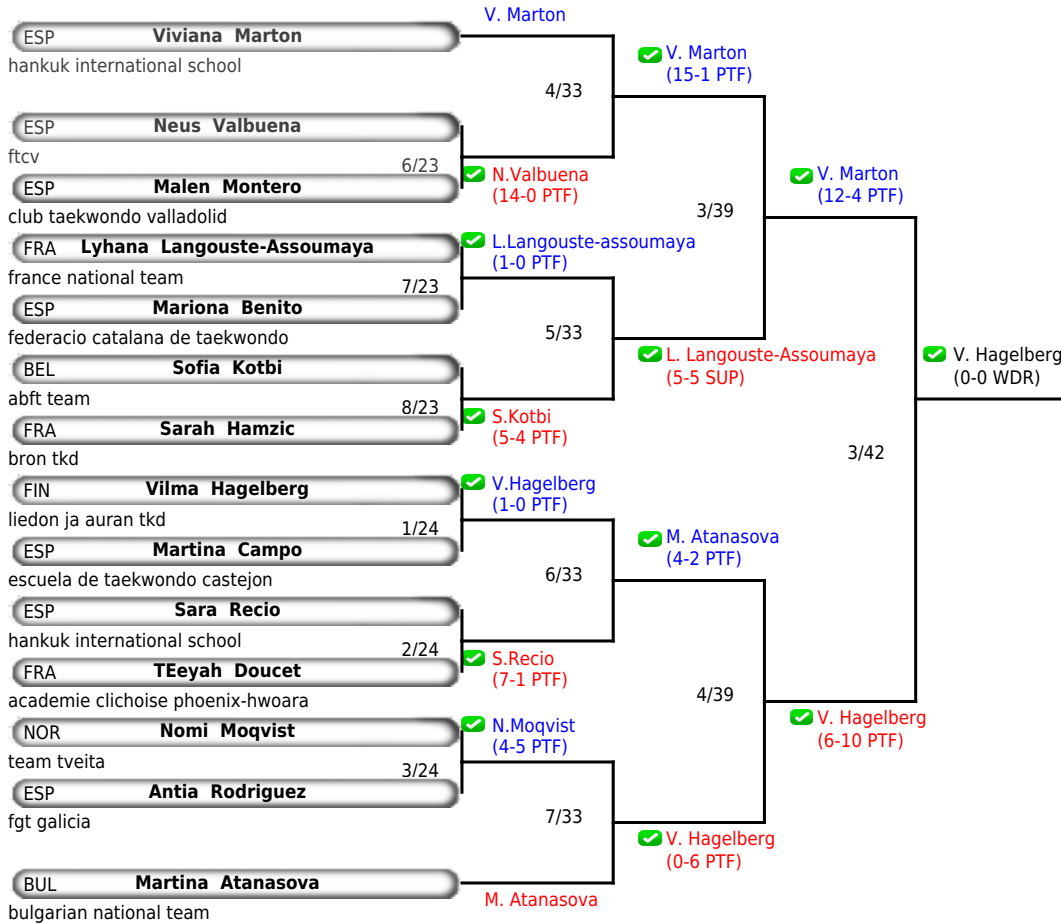 V. Marton
ESP Viviana Marton
hankuk international school
V. Marton
(15-1 PTF)
4/33
ESP Neus Valbuena
ftcv
6/23
N.Valbuena
(14-0 PTF)
ESP Malen Montero
club taekwondo valladolid
V. Marton
(12-4 PTF)
3/39
FRA Lyhana Langouste-Assoumaya
france national team
L.Langouste-assoumaya
(1-0 PTF)
7/23
ESP Mariona Benito
federacio catalana de taekwondo
5/33
L. Langouste-Assoumaya
(5-5 SUP)
V. Hagelberg
(0-0 WDR)
BEL Sofia Kotbi
abft team
8/23
S.Kotbi
(5-4 PTF)
FRA Sarah Hamzic
bron tkd
3/42
FIN Vilma Hagelberg
liedon ja auran tkd
V.Hagelberg
(1-0 PTF)
1/24
ESP Martina Campo
escuela de taekwondo castejon
M. Atanasova
(4-2 PTF)
6/33
ESP Sara Recio
hankuk international school
2/24
S.Recio
(7-1 PTF)
FRA TEeyah Doucet
academie clichoise phoenix-hwoara
4/39
V. Hagelberg
(6-10 PTF)
NOR Nomi Moqvist
team tveita
N.Moqvist
(4-5 PTF)
3/24
ESP Antia Rodriguez
fgt galicia
7/33
V. Hagelberg
(0-6 PTF)
BUL Martina Atanasova
bulgarian national team
M. Atanasova